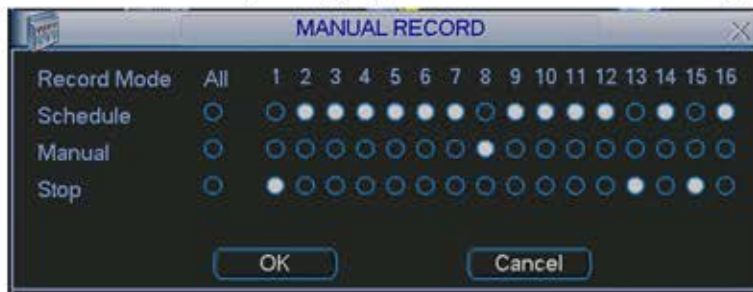 MANUAL RECORD
Record Mode All 1 2 3 4 5 6 7 8 9 10 11 12 13 14 15 16
Schedule
Manual
Stop
OK Cancel